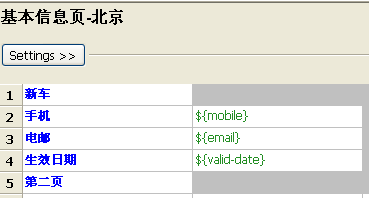 基本信息页-北京
Settings >>
1 新车
2 手机 ${mobile}
3 电邮 ${email}
4 生效日期 ${valid-date}
5 第二页